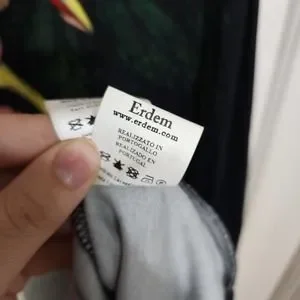 Erdem
www.erdem.com
REALIZZATO IN
PORTOGALLO
REALIZADO EN
PORTUGAL